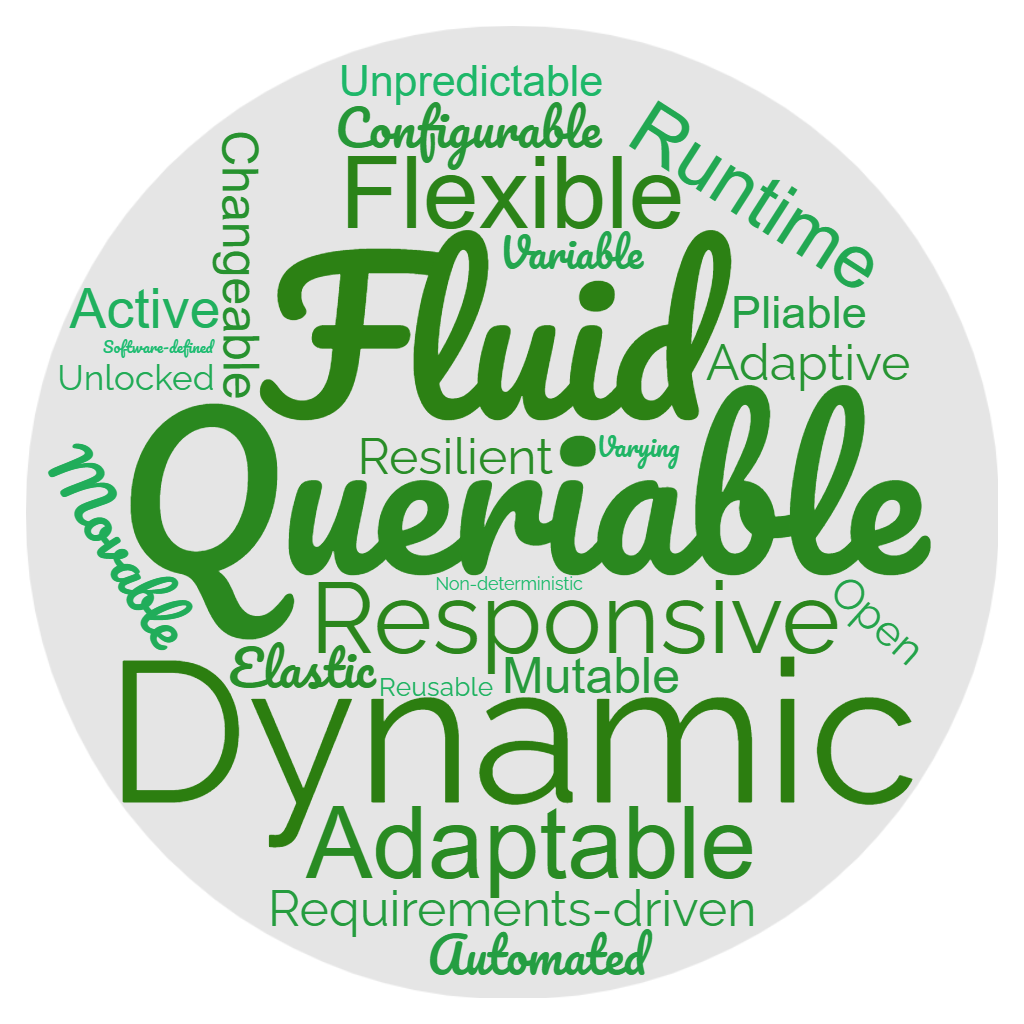 Unpredictable
Configurable
Runtime
Changeable
Flexible
Variable
Fluid
Active
Pliable
Software-defined
Adaptive
Unlocked
Resilient
Varying
Queriable
Movable
Non-deterministic
Responsive
Open
Elastic
Reusable
Mutable
Dynamic
Adaptable
Requirements-driven
Automated